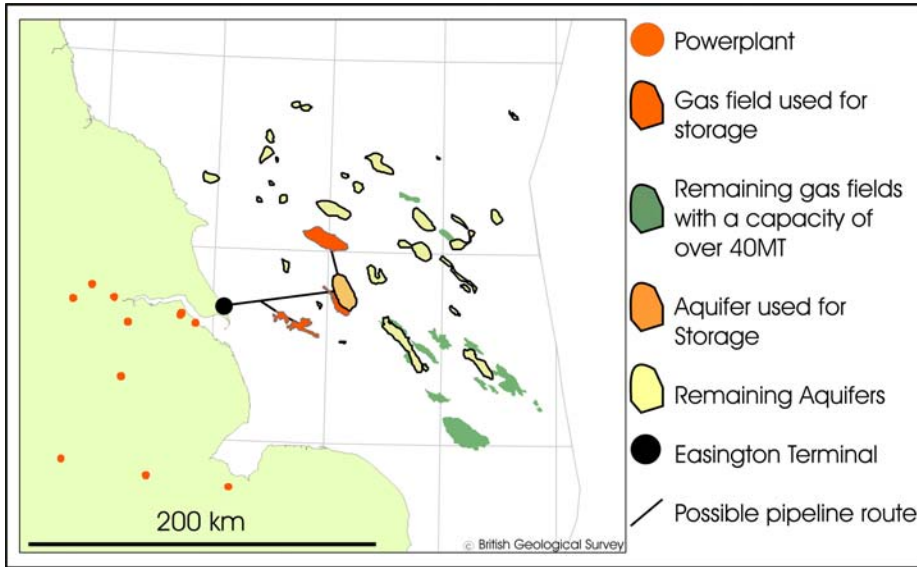 Powerplant
Gas field used for
storage
Remaining gas fields
with a capacity of
over 40MT
Aquifer used for
Storage
Remaining Aquifers
Easington Terminal
Possible pipeline route
200 km
© British Geological Survey